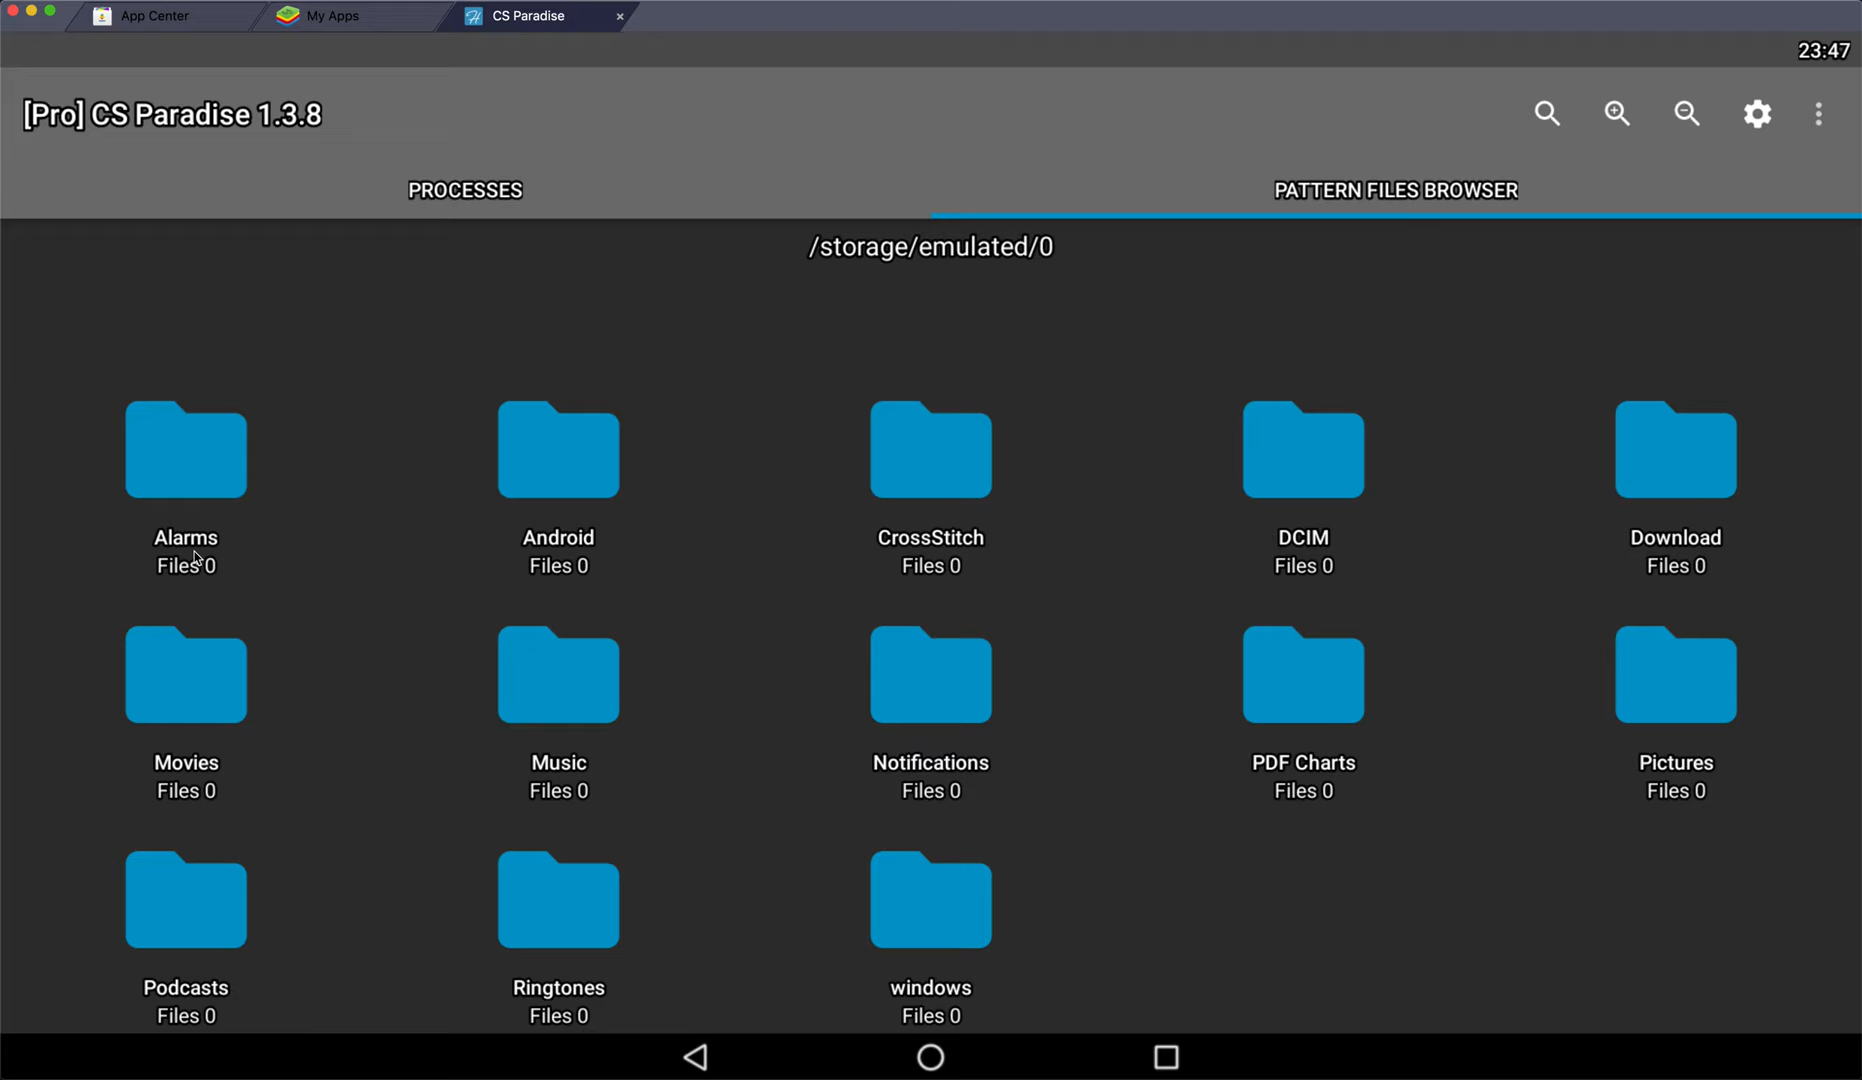 App Center
My Apps
CS Paradise
23:47
[Pro] CS Paradise 1.3.8
PROCESSES
PATTERN FILES BROWSER
/storage/emulated/0
Alarms
Files 0
Android
Files 0
CrossStitch
Files 0
DCIM
Files 0
Download
Files 0
Movies
Files 0
Music
Files 0
Notifications
Files 0
PDF Charts
Files 0
Pictures
Files 0
Podcasts
Files 0
Ringtones
Files 0
windows
Files 0